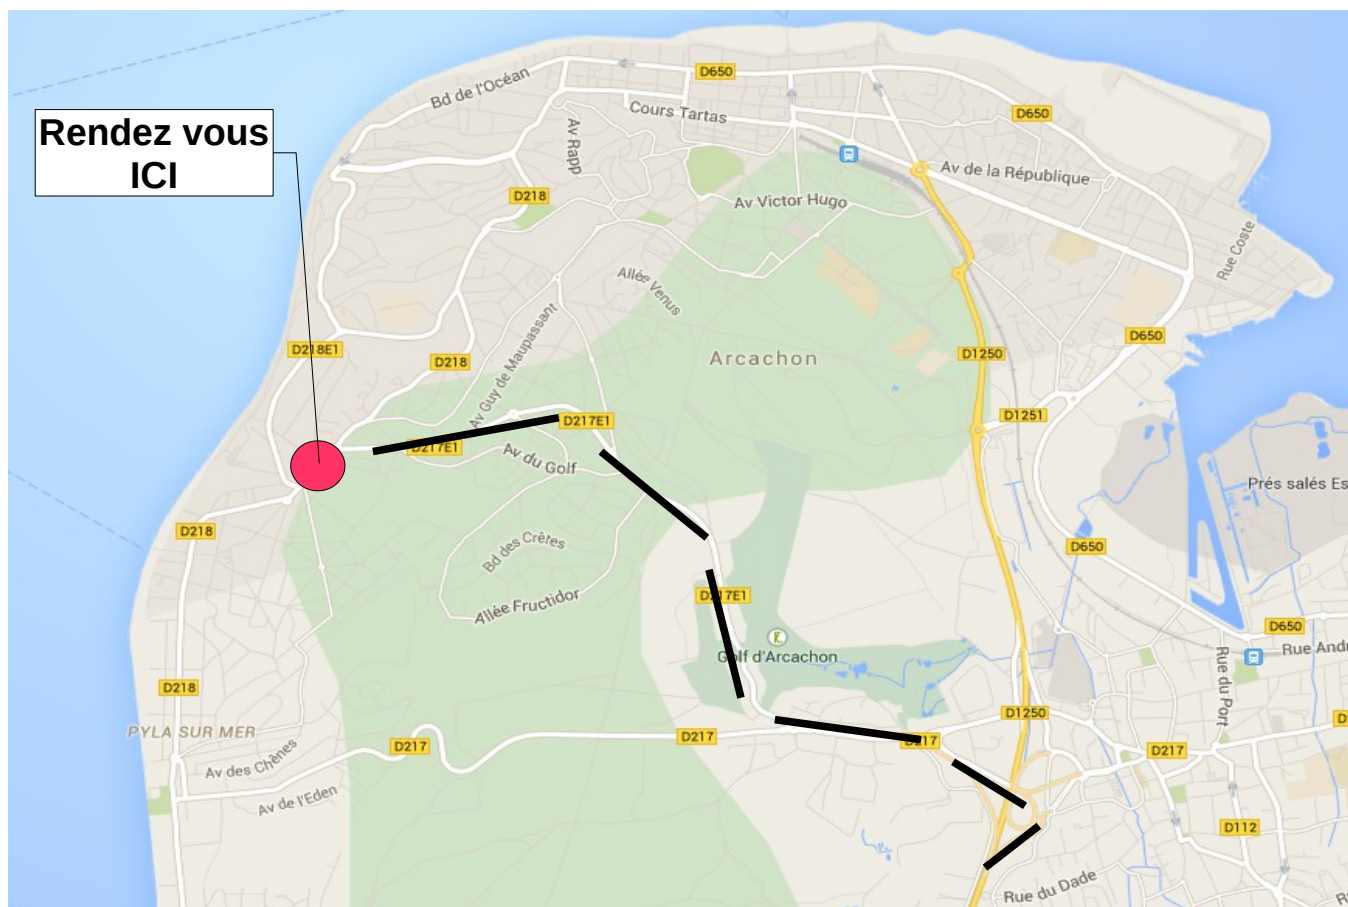 Rendez vous
ICI
Bd de l'Océan
D650
Cours Tartas
D650
Av Rapp
Av de la République
D218
Av Victor Hugo
Rue Coste
Allée Venus
D218E1
D218
Av Guy de Maupassant
Arcachon
D1250
D650
D217E1
D1251
D217E1
Av du Golf
Prés salés Es
D218
Bd des Crêtes
D650
Allée Fructidor
D217E1
D650
Golf d'Arcachon
Rue André
Rue du Port
D218
D1250
PYLA SUR MER
D217
D217
D217
D217
Av des Chênes
Av de l'Eden
D112
Rue du Dade